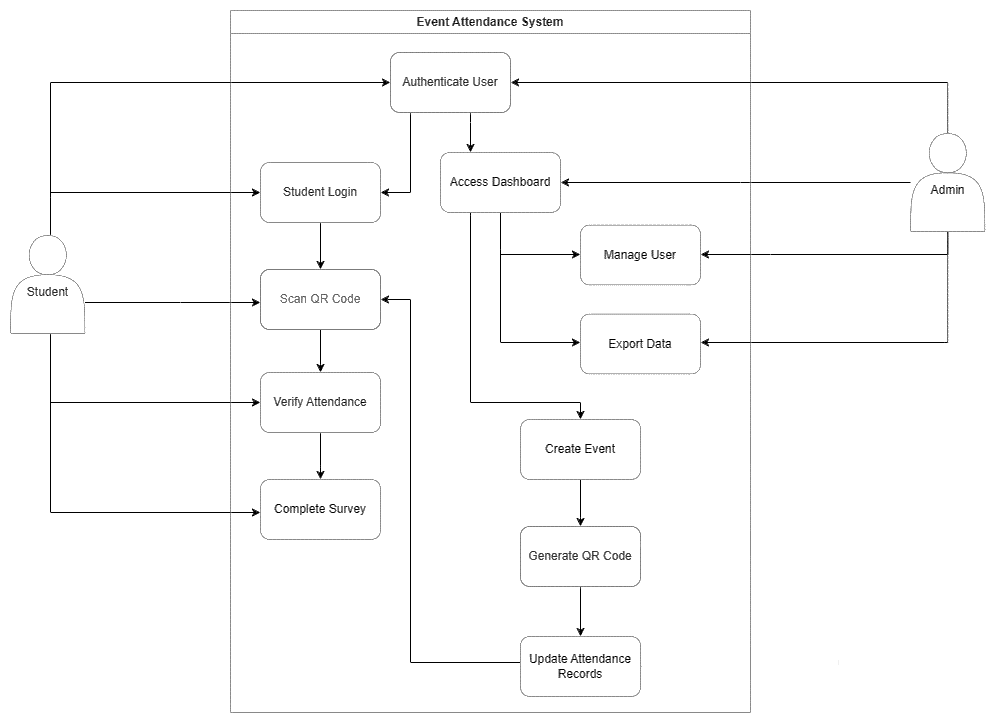 Event Attendance System
Authenticate User
Student Login
Access Dashboard
Admin
Manage User
Student
Scan QR Code
Export Data
Verify Attendance
Create Event
Complete Survey
Generate QR Code
Update Attendance
Records